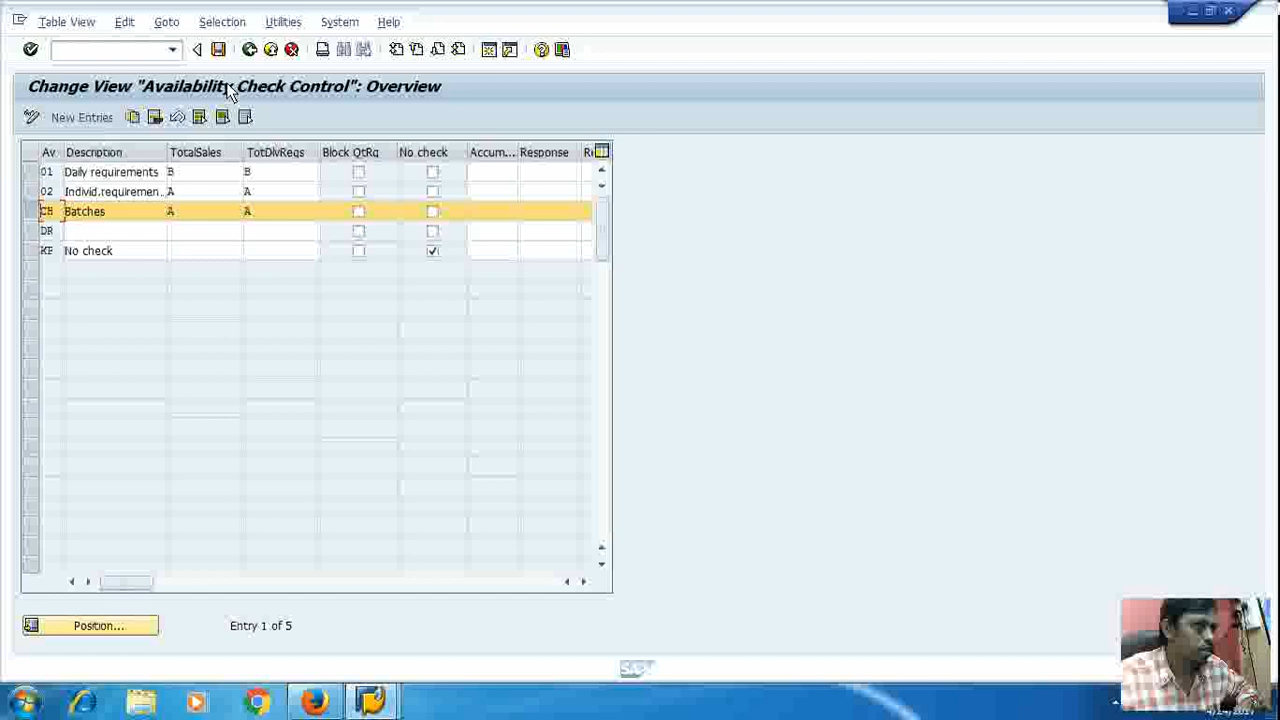 Table View Edit Goto Selection Utilities System Help
Change View "Availability Check Control": Overview
New Entries
Av Description TotalSales TotDlvReqs Block QtRq No check Accum... Response
01 Daily requirements B B
02 Individ.requiremen.. A A
CH Batches A A
DR
KP No check
Position... Entry 1 of 5
SAP